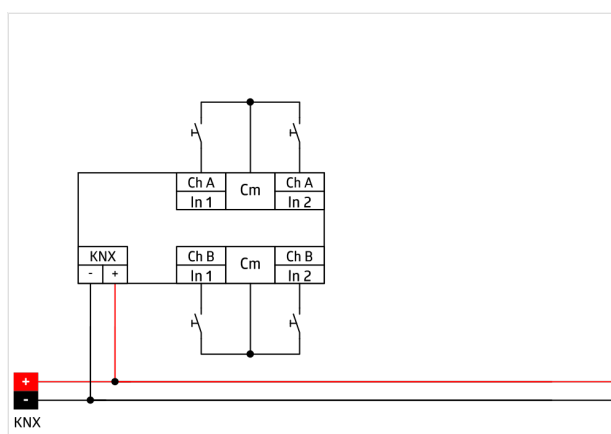 Ch A Cm Ch A
In 1 In 2
KNX Ch B Cm Ch B
- + In 1 In 2
+
-
KNX